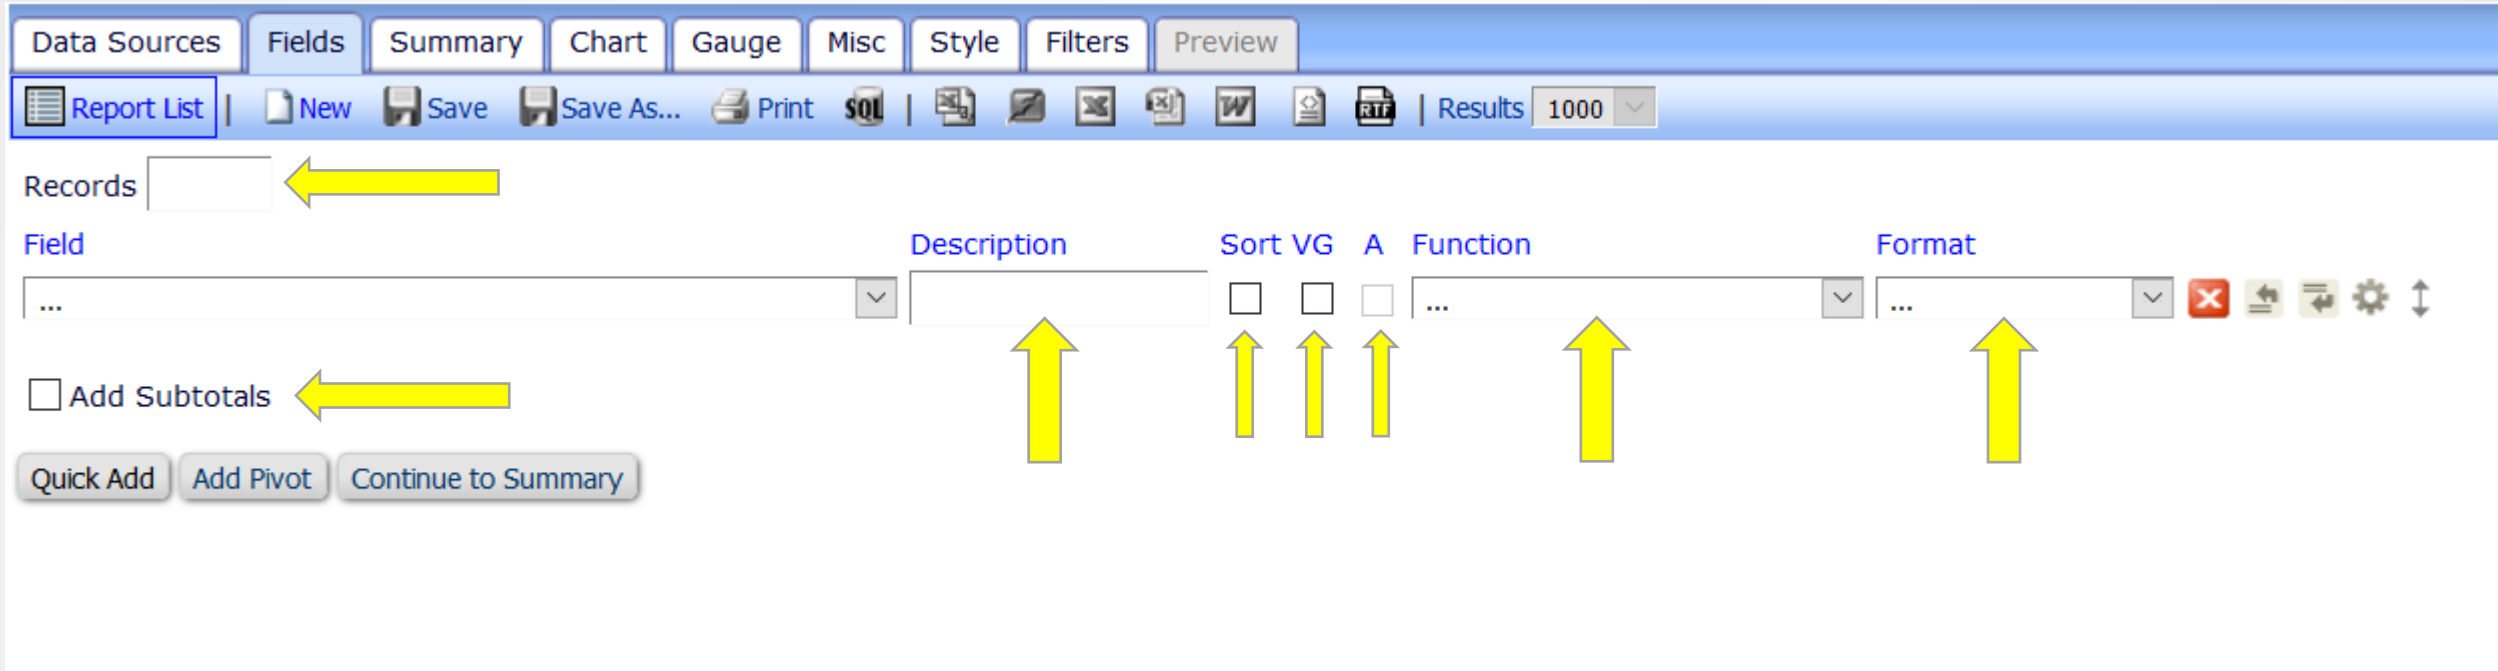 Data Sources Fields Summary Chart Gauge Misc Style Filters Preview
Report List | New Save Save As... Print SQL | W RTF | Results 1000
Records
Field Description Sort VG A Function Format
... ... ...
Add Subtotals
Quick Add Add Pivot Continue to Summary